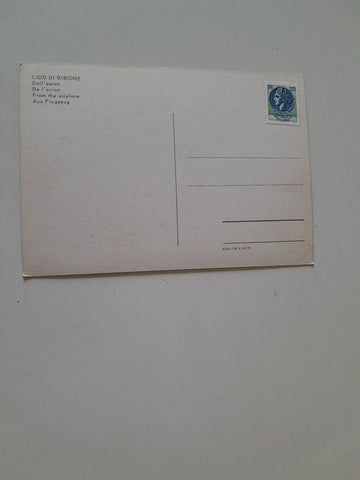 LIDO DI BIBIONE
Dall'aereo
De l'avion
From the airplane
Aus Flugzeug